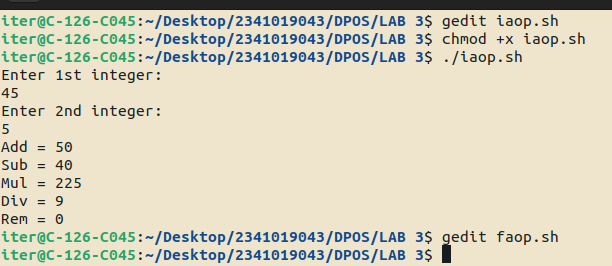 iter@C-126-C045:~/Desktop/2341019043/DPOS/LAB 3$ gedit iaop.sh
iter@C-126-C045:~/Desktop/2341019043/DPOS/LAB 3$ chmod +x iaop.sh
iter@C-126-C045:~/Desktop/2341019043/DPOS/LAB 3$ ./iaop.sh
Enter 1st integer:
45
Enter 2nd integer:
5
Add = 50
Sub = 40
Mul = 225
Div = 9
Rem = 0
iter@C-126-C045:~/Desktop/2341019043/DPOS/LAB 3$ gedit faop.sh
iter@C-126-C045:~/Desktop/2341019043/DPOS/LAB 3$